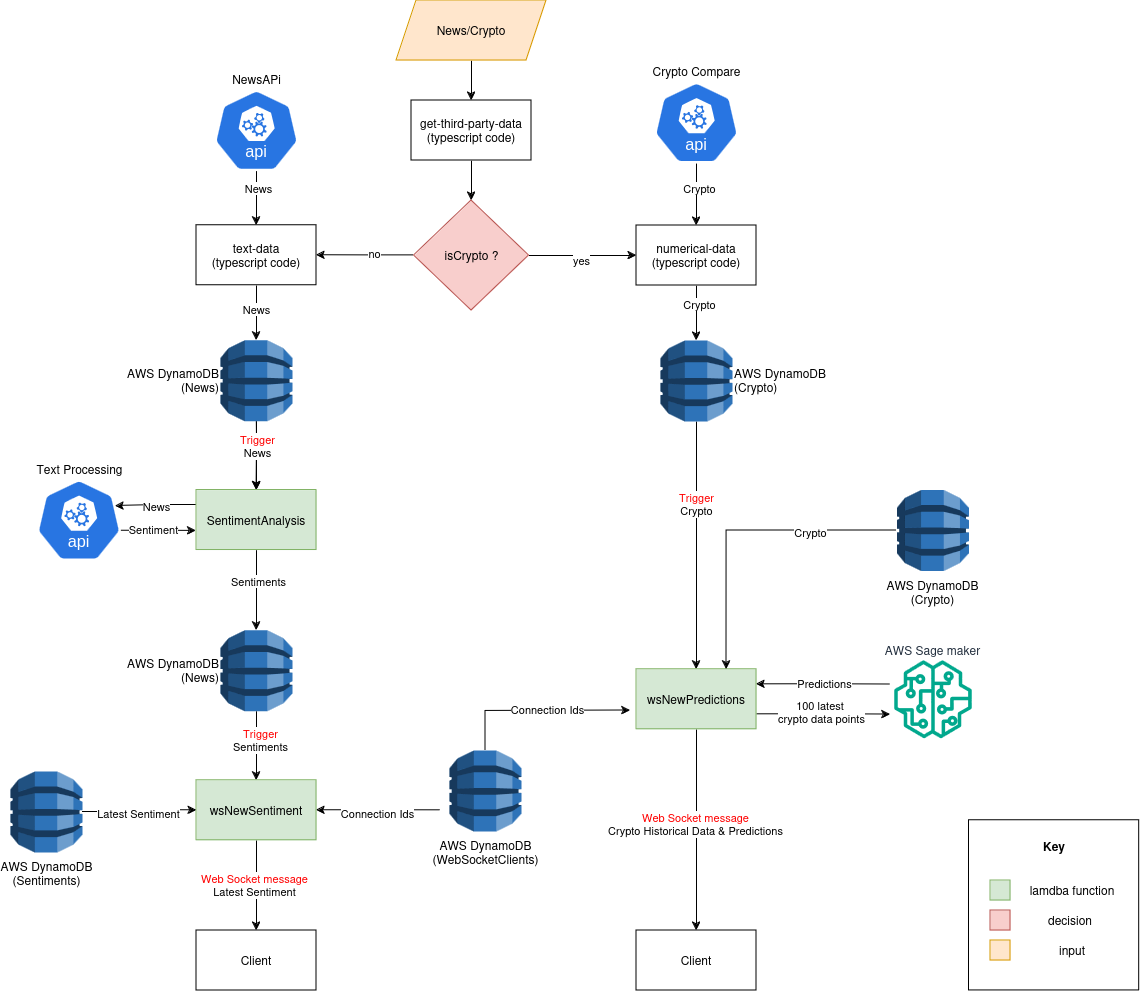 News/Crypto
NewsAPi
Crypto Compare
get-third-party-data
(typescript code)
api
api
News
Crypto
text-data
(typescript code)
no
isCrypto ?
yes
numerical-data
(typescript code)
News
Crypto
AWS DynamoDB
(News)
AWS DynamoDB
(Crypto)
Trigger
News
Text Processing
api
News
Sentiment
SentimentAnalysis
Trigger
Crypto
Crypto
AWS DynamoDB
(Crypto)
Sentiments
AWS DynamoDB
(News)
AWS Sage maker
Predictions
100 latest
crypto data points
wsNewPredictions
Connection Ids
Trigger
Sentiments
Latest Sentiment
wsNewSentiment
Connection Ids
AWS DynamoDB
(WebSocketClients)
AWS DynamoDB
(Sentiments)
Web Socket message
Crypto Historical Data & Predictions
Web Socket message
Latest Sentiment
Client
Client
Key
lamdba function
decision
input